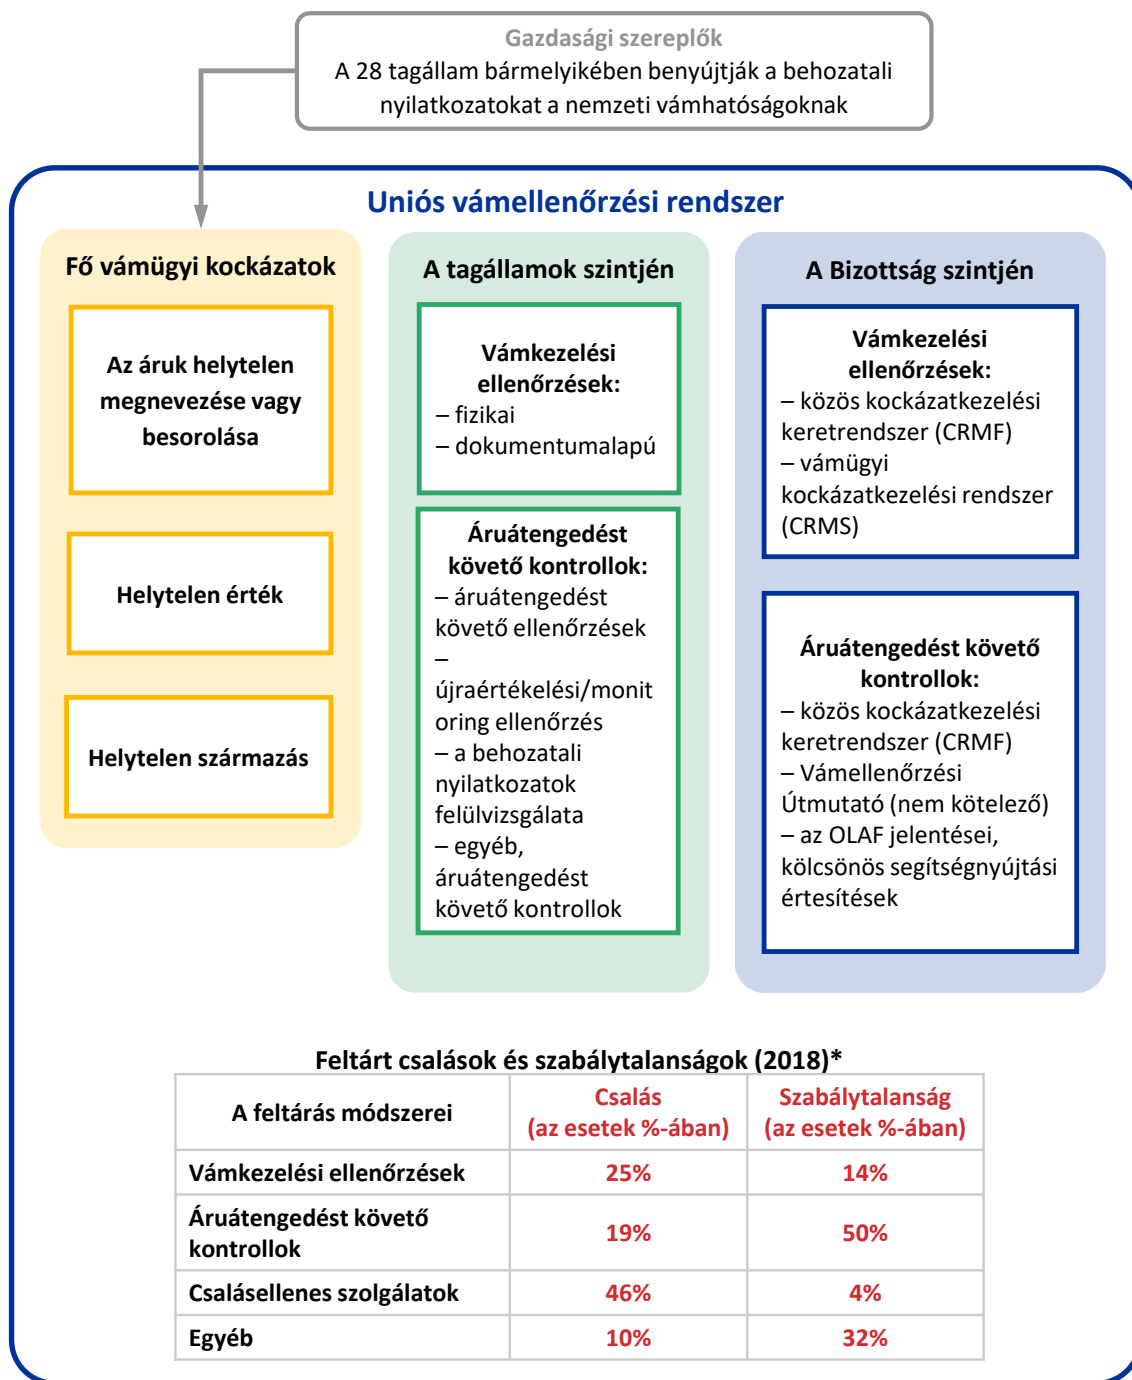 Gazdasági szereplők
A 28 tagállam bármelyikében benyújtják a behozatali
nyilatkozatokat a nemzeti vámhatóságoknak
Uniós vámellenőrzési rendszer
Fő vámügyi kockázatok
Az áruk helytelen
megnevezése vagy
besorolása
Helytelen érték
Helytelen származás
A tagállamok szintjén
Vámkezelési
ellenőrzések:
– fizikai
– dokumentumalapú
Áruátengedést
követő kontrollok:
– áruátengedést
követő ellenőrzések
–
újraértékelési/monit
oring ellenőrzés
– a behozatali
nyilatkozatok
felülvizsgálata
– egyéb,
áruátengedést
követő kontrollok
A Bizottság szintjén
Vámkezelési
ellenőrzések:
– közös kockázatkezelési
keretrendszer (CRMF)
– vámügyi
kockázatkezelési rendszer
(CRMS)
Áruátengedést követő
kontrollok:
– közös kockázatkezelési
keretrendszer (CRMF)
– Vámellenőrzési
Útmutató (nem kötelező)
– az OLAF jelentései,
kölcsönös segítségnyújtási
értesítések
Feltárt csalások és szabálytalanságok (2018)*
A feltárás módszerei
Csalás
(az esetek %-ában)
Szabálytalanság
(az esetek %-ában)
Vámkezelési ellenőrzések 25% 14%
Áruátengedést követő
kontrollok 19% 50%
Csalásellenes szolgálatok 46% 4%
Egyéb 10% 32%